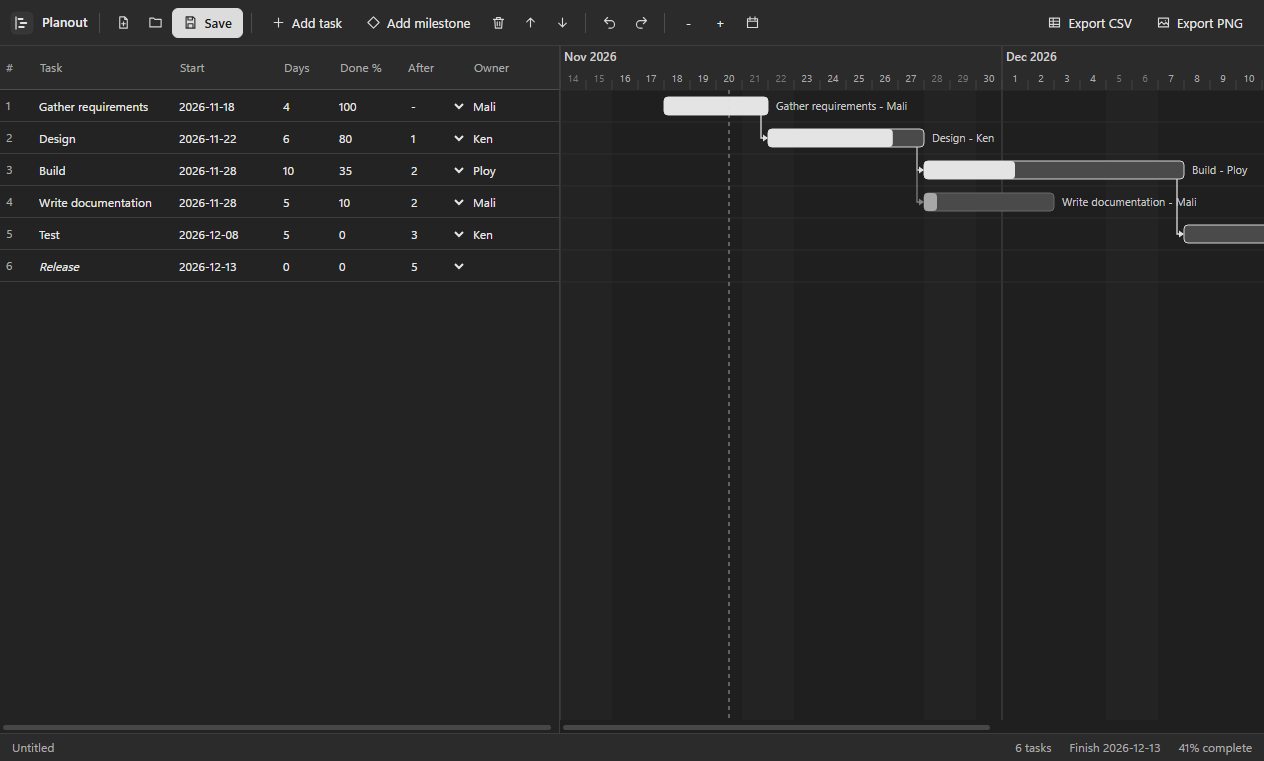 Planout Save Add task Add milestone - + Export CSV Export PNG
# Task Start Days Done % After Owner
Nov 2026 Dec 2026
14 15 16 17 18 19 20 21 22 23 24 25 26 27 28 29 30 1 2 3 4 5 6 7 8 9 10
1 Gather requirements 2026-11-18 4 100 - Mali
Gather requirements - Mali
2 Design 2026-11-22 6 80 1 Ken
Design - Ken
3 Build 2026-11-28 10 35 2 Ploy
Build - Ploy
4 Write documentation 2026-11-28 5 10 2 Mali
Write documentation - Mali
5 Test 2026-12-08 5 0 3 Ken
6 Release 2026-12-13 0 0 5
Untitled 6 tasks Finish 2026-12-13 41% complete